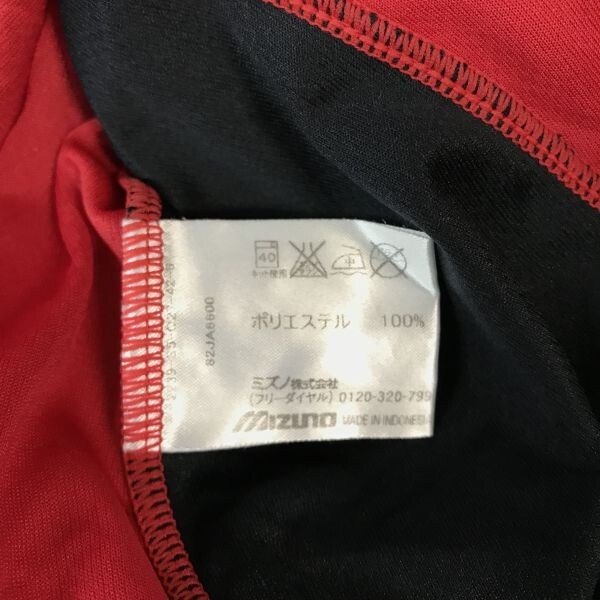 40
ネット使用
中
ポリエステル 100%
82JA6600
ミズノ株式会社
(フリーダイヤル) 0120-320-799
MIZUNO MADE IN INDONESIA